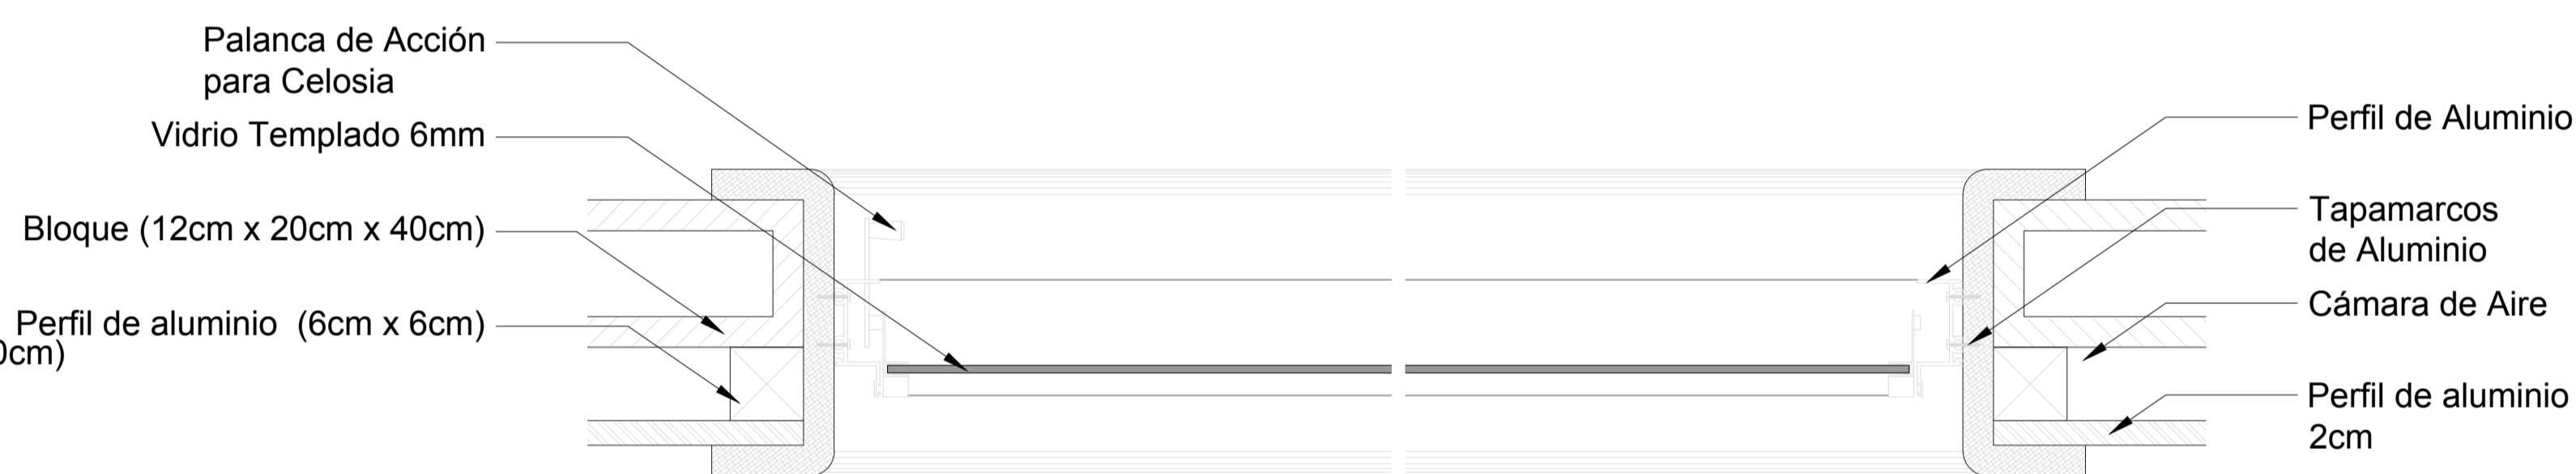 Palanca de Acción
para Celosia
Vidrio Templado 6mm
Bloque (12cm x 20cm x 40cm)
Perfil de aluminio (6cm x 6cm)
0cm)
Perfil de Aluminio
Tapamarcos
de Aluminio
Cámara de Aire
Perfil de aluminio
2cm